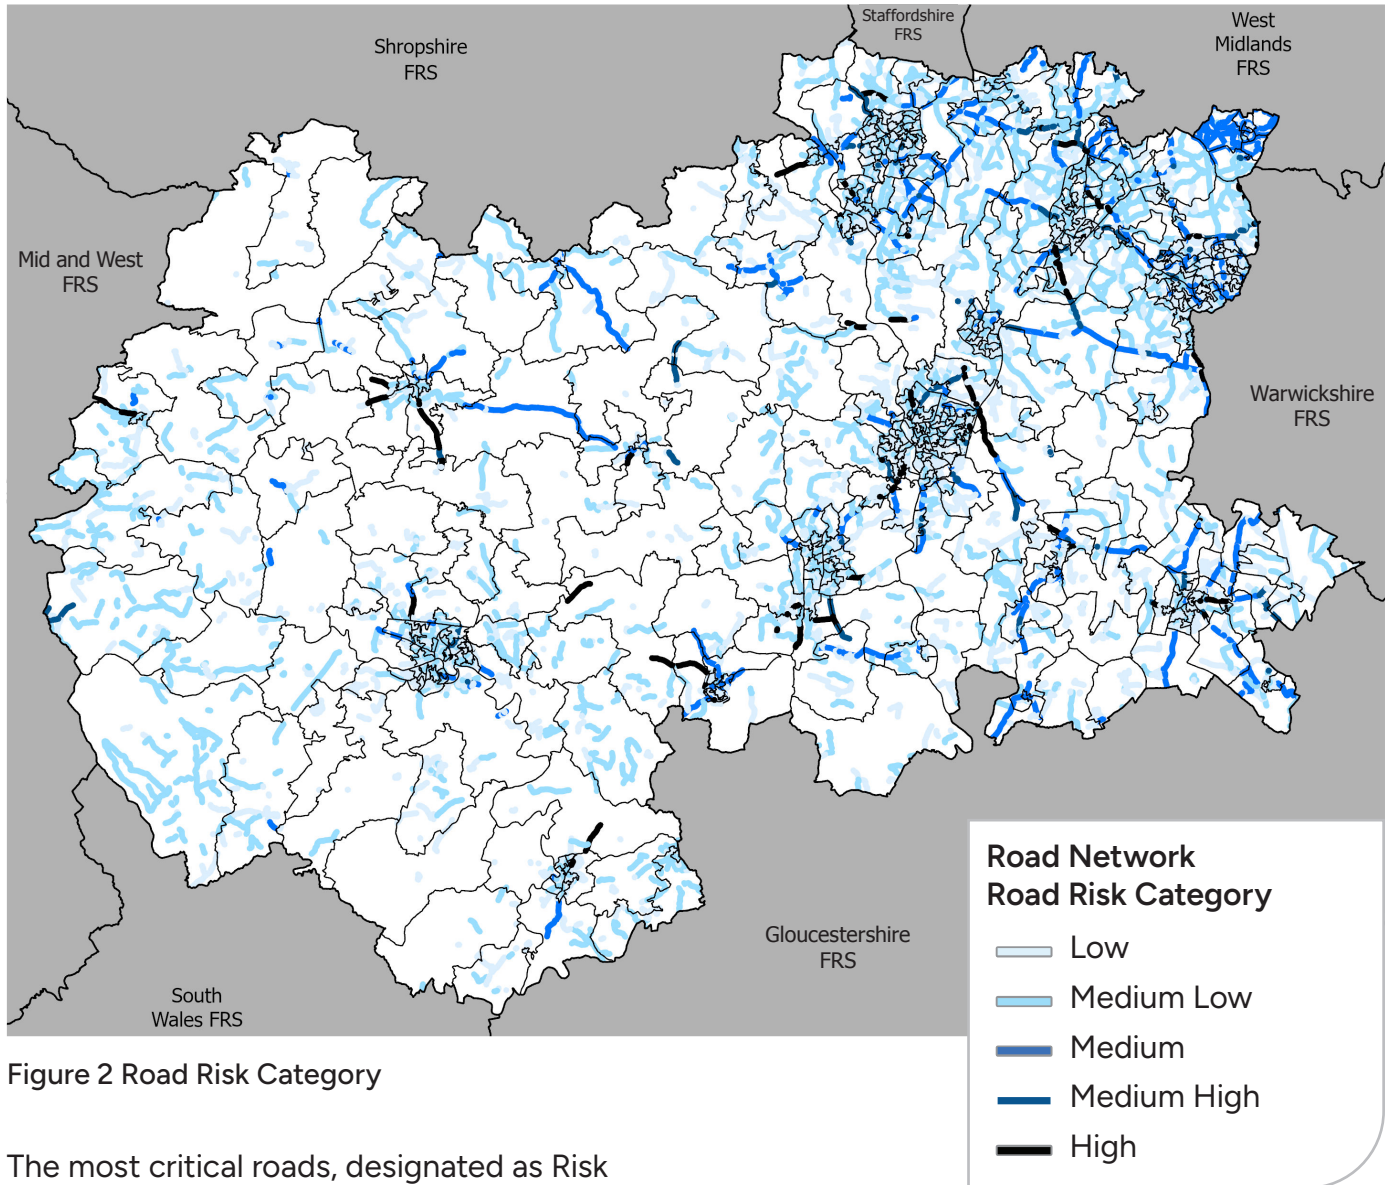 Staffordshire
FRS
West
Midlands
FRS
Shropshire
FRS
Mid and West
FRS
Warwickshire
FRS
Gloucestershire
FRS
South
Wales FRS
Road Network
Road Risk Category
Low
Medium Low
Medium
Medium High
High
Figure 2 Road Risk Category
The most critical roads, designated as Risk